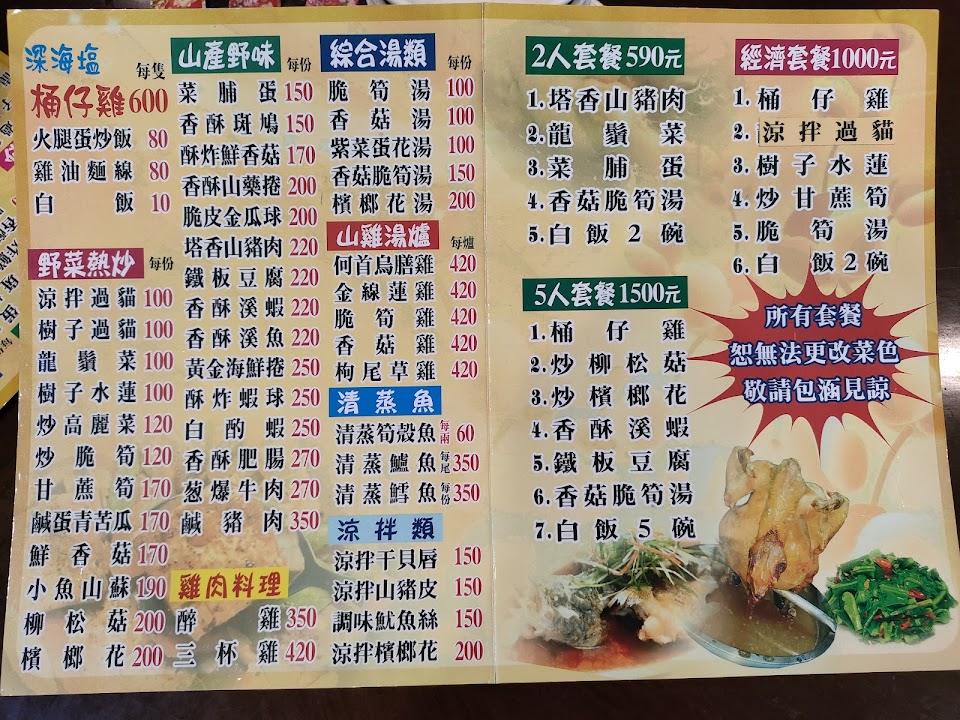 深海塩
每隻
桶仔雞 600
火腿蛋炒飯 80
雞油麵線 80
白飯 10
野菜熱炒 每份
涼拌過貓 100
樹子過貓 100
龍鬚菜 100
樹子水蓮 100
炒高麗菜 120
炒脆筍 120
甘蔗筍 170
鹹蛋青苦瓜 170
鮮香菇 170
小魚山蘇 190
柳松菇 200
檳榔花 200
山產野味 每份
菜脯蛋 150
香酥斑鳩 150
酥炸鮮香菇 170
香酥山藥捲 200
脆皮金瓜球 200
塔香山豬肉 220
鐵板豆腐 220
香酥溪蝦 220
香酥溪魚 220
黃金海鮮捲 250
酥炸蝦球 250
白酌蝦 250
香酥肥腸 270
葱爆牛肉 270
鹹豬肉 350
雞肉料理
醉雞 350
三杯雞 420
綜合湯類 每份
脆筍湯 100
香菇湯 100
紫菜蛋花湯 100
香菇脆筍湯 150
檳榔花湯 200
山雞湯爐 每爐
何首烏膳雞 420
金線蓮雞 420
脆筍雞 420
香菇雞 420
枸尾草雞 420
清蒸魚
清蒸筍殼魚 每兩 60
清蒸鱸魚 每尾 350
清蒸鱈魚 每份 350
涼拌類
涼拌干貝唇 150
涼拌山豬皮 150
調味魷魚絲 150
涼拌檳榔花 200
2人套餐 590元
1.塔香山豬肉
2.龍鬚菜
3.菜脯蛋
4.香菇脆筍湯
5.白飯2碗
5人套餐 1500元
1.桶仔雞
2.炒柳松菇
3.炒檳榔花
4.香酥溪蝦
5.鐵板豆腐
6.香菇脆筍湯
7.白飯5碗
經濟套餐 1000元
1.桶仔雞
2.涼拌過貓
3.樹子水蓮
4.炒甘蔗筍
5.脆筍湯
6.白飯2碗
所有套餐
恕無法更改菜色
敬請包涵見諒